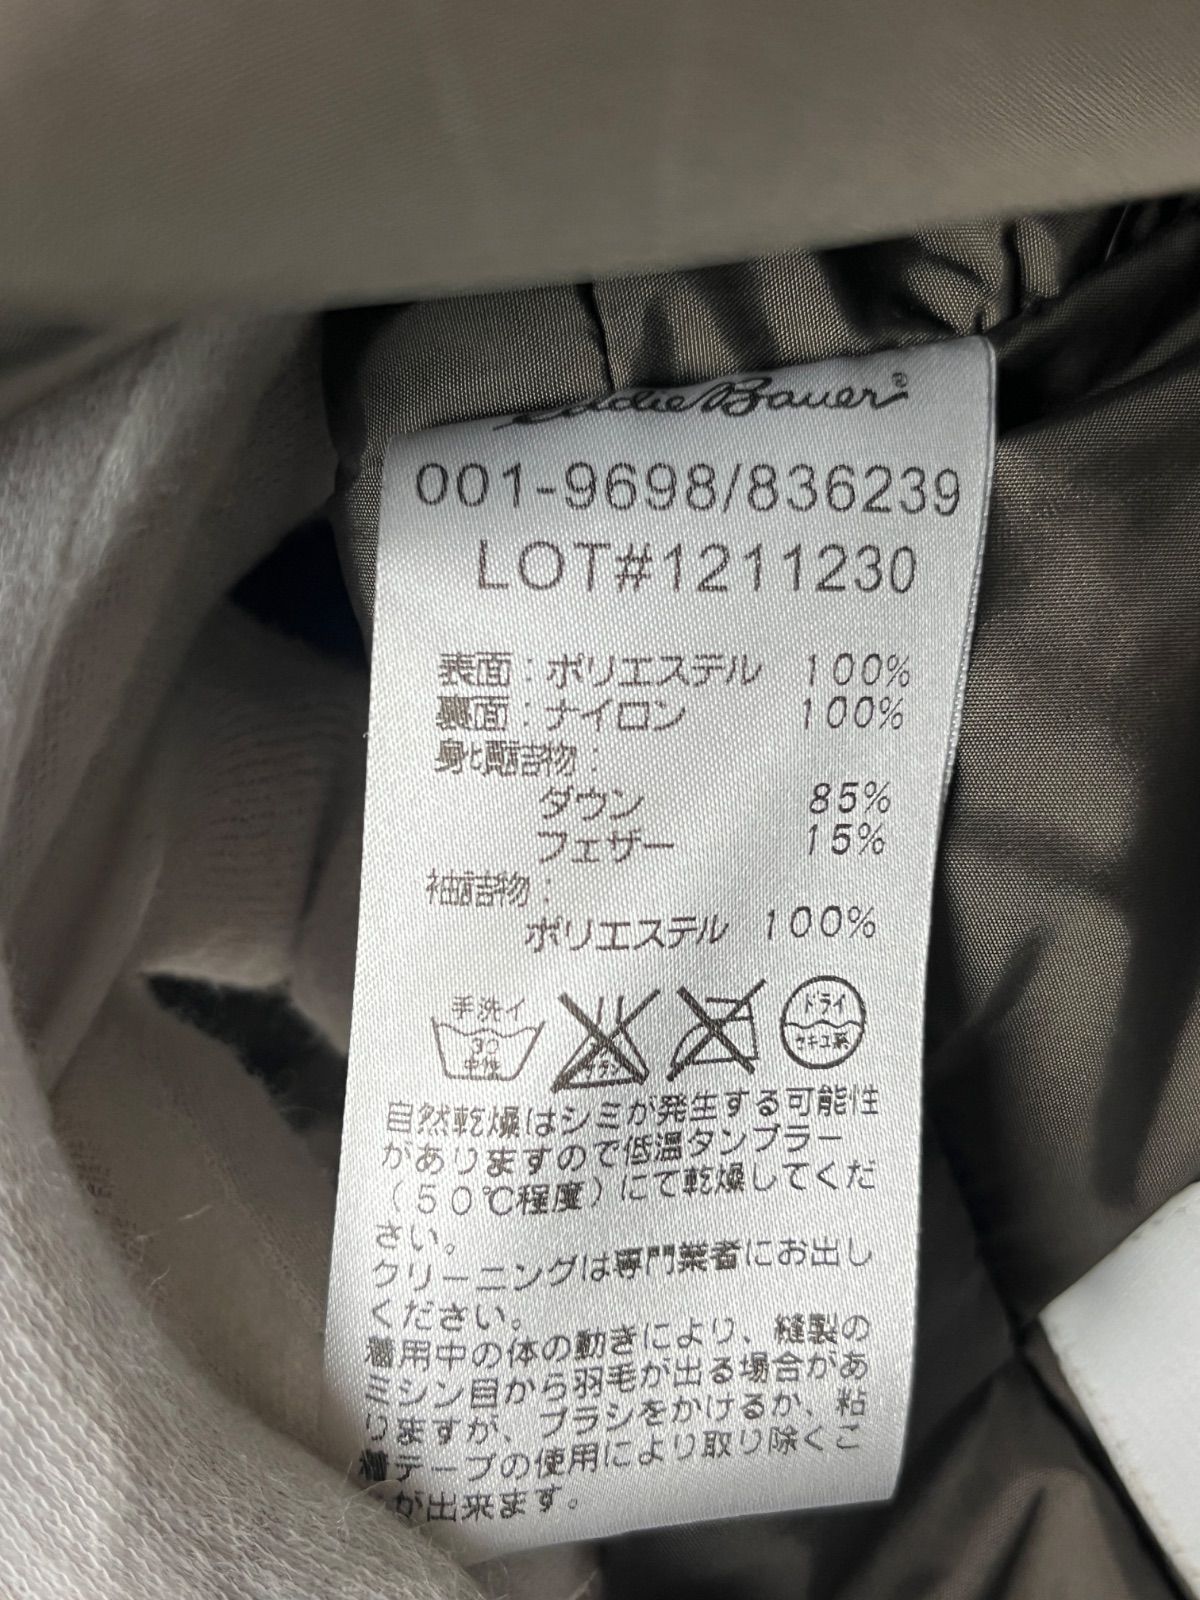 Eddie Bauer®
001-9698/836239
LOT#1211230
表面:ポリエステル 100%
裏面:ナイロン 100%
身比翼詰物:
ダウン 85%
フェザー 15%
袖詰物:
ポリエステル 100%
手洗イ
30
中性
ドライ
セキユ系
自然乾燥はシミが発生する可能性
がありますので低温タンブラー
(50℃程度)にて乾燥してくだ
さい。
クリーニングは専門業者にお出し
ください。
着用中の体の動きにより、縫製の
ミシン目から羽毛が出る場合があ
りますが、ブラシをかけるか、粘
着テープの使用により取り除くこ
が出来ます。